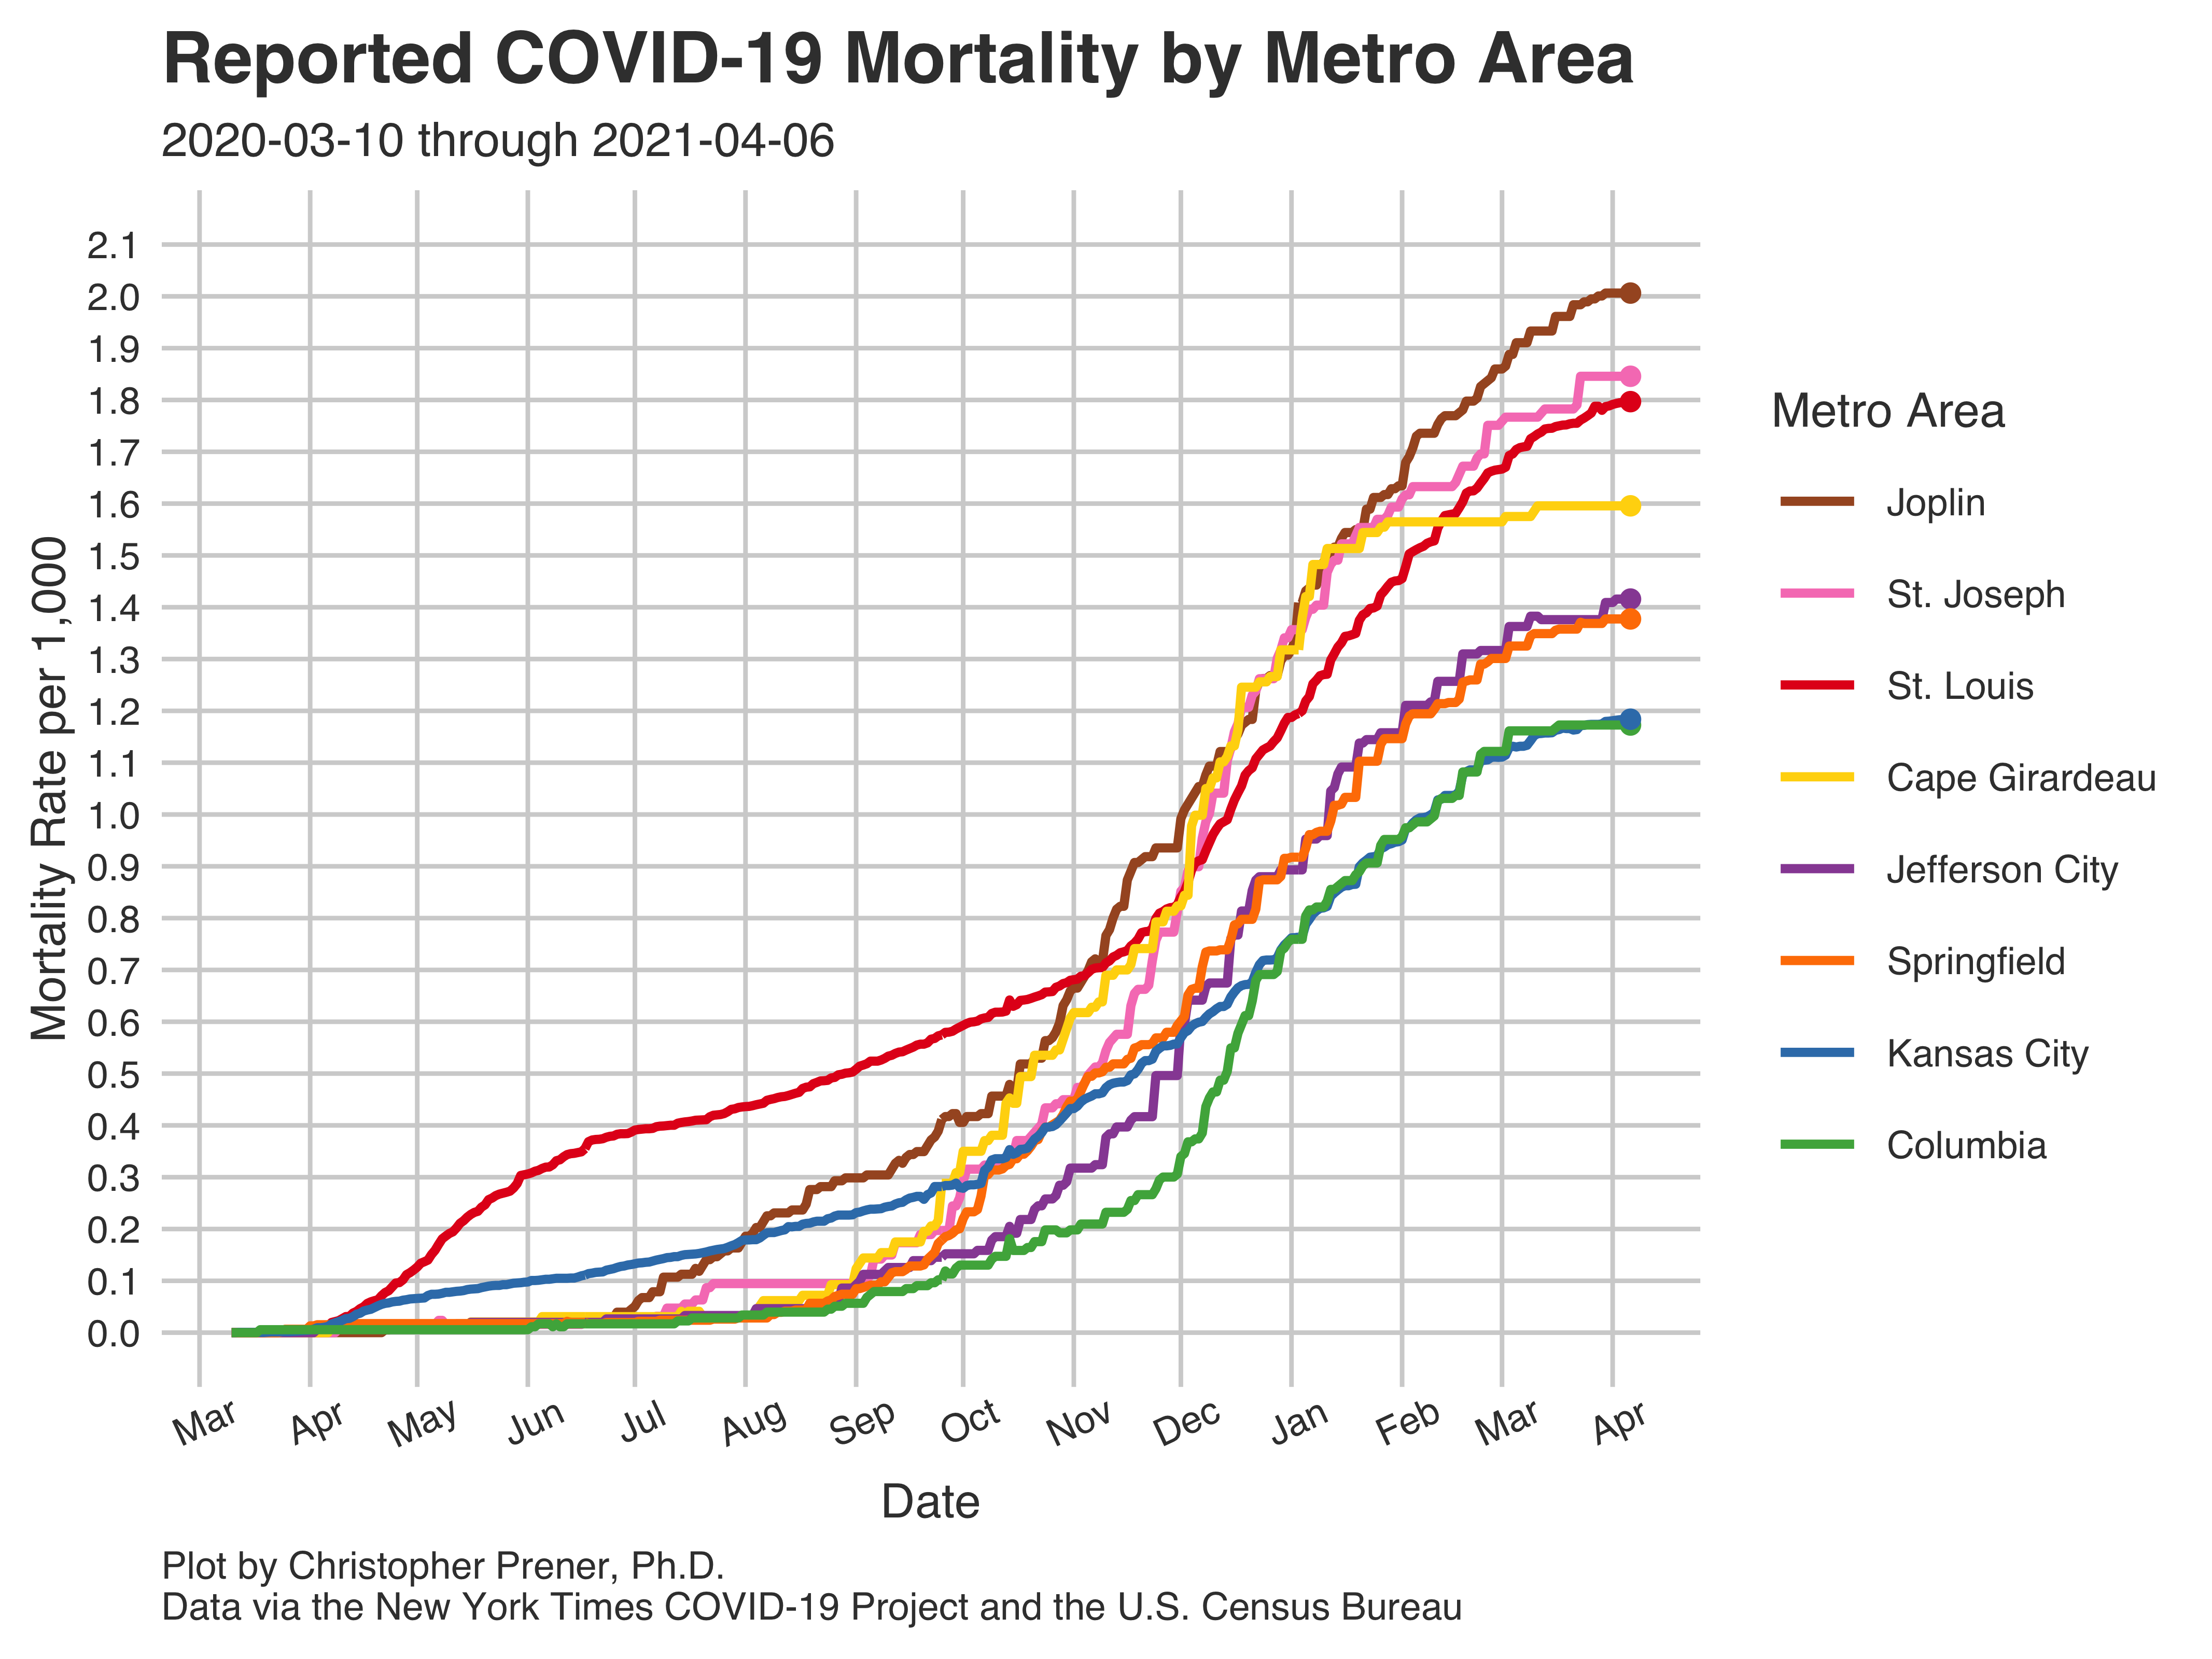 Reported COVID-19 Mortality by Metro Area
2020-03-10 through 2021-04-06
Mortality Rate per 1,000
2.1
2.0
1.9
1.8
1.7
1.6
1.5
1.4
1.3
1.2
1.1
1.0
0.9
0.8
0.7
0.6
0.5
0.4
0.3
0.2
0.1
0.0
Mar Apr May Jun Jul Aug Sep Oct Nov Dec Jan Feb Mar Apr
Date
Metro Area
Joplin
St. Joseph
St. Louis
Cape Girardeau
Jefferson City
Springfield
Kansas City
Columbia
Plot by Christopher Prener, Ph.D.
Data via the New York Times COVID-19 Project and the U.S. Census Bureau